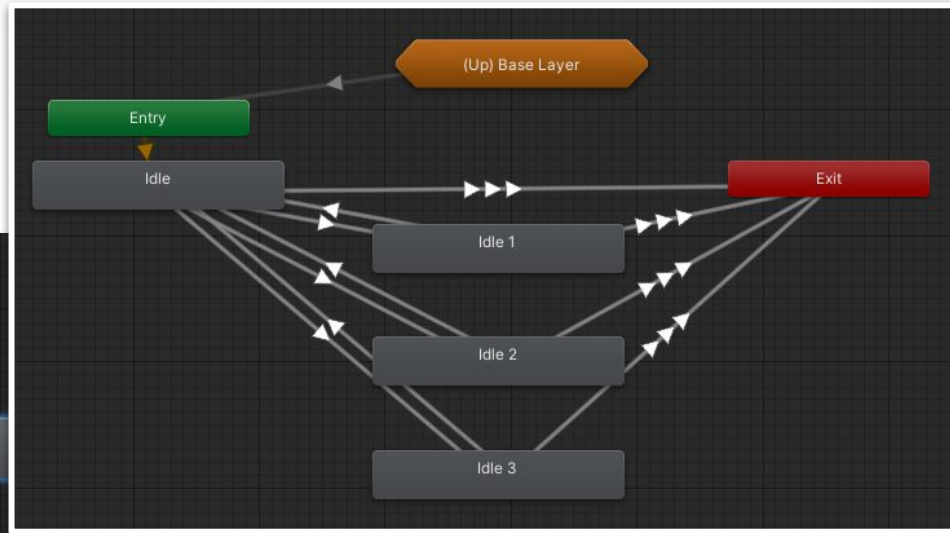 (Up) Base Layer
Entry
Idle
Exit
Idle 1
Idle 2
Idle 3